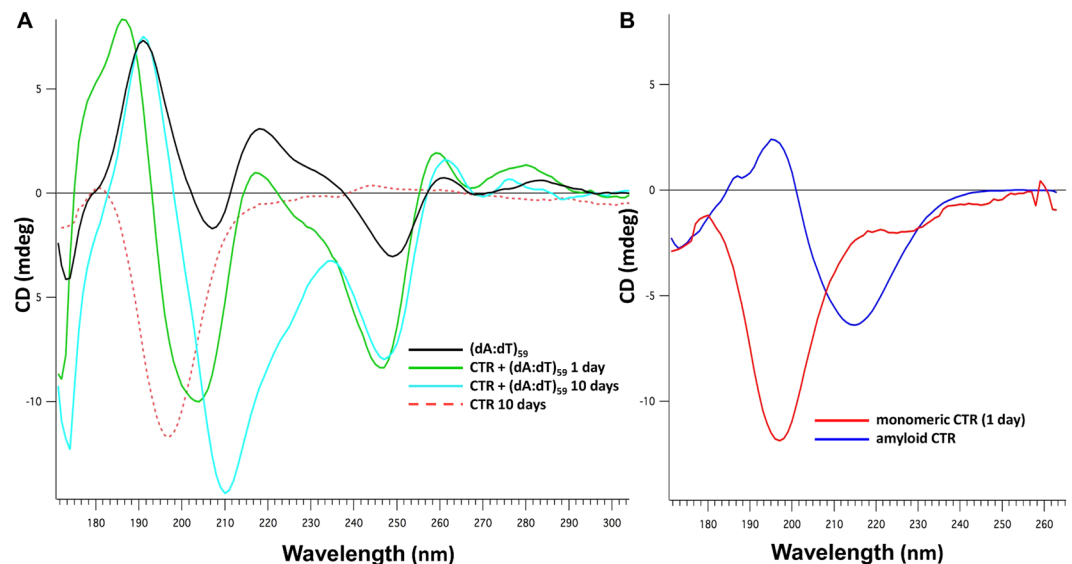 A
5
0
5
-10
CD (mdeg)
(dA:dT)59
CTR + (dA:dT)59 1 day
CTR + (dA:dT)59 10 days
CTR 10 days
180 190 200 210 220 230 240 250 260 270 280 290 300
Wavelength (nm)
B
5
0
-5
-10
CD (mdeg)
monomeric CTR (1 day)
amyloid CTR
180 190 200 210 220 230 240 250 260
Wavelength (nm)